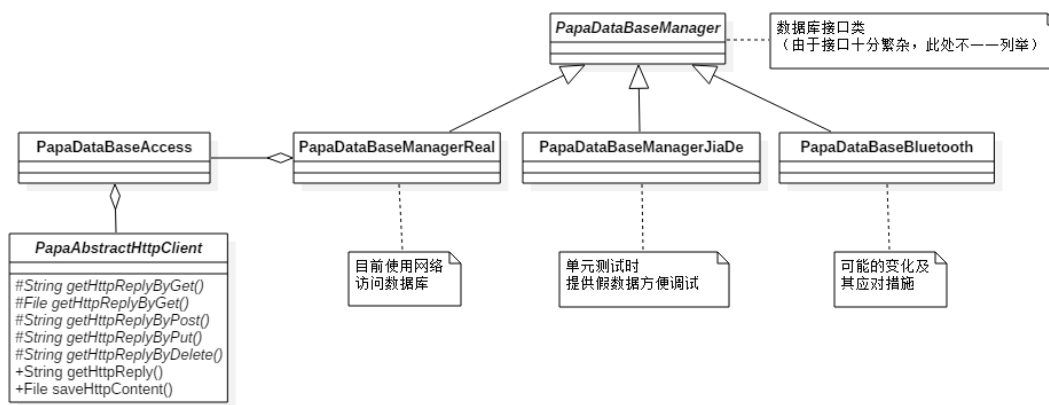 PapaDataBaseManager
数据库接口类
（由于接口十分繁杂，此处不一一列举）
PapaDataBaseAccess
PapaDataBaseManagerReal
PapaDataBaseManagerJiaDe
PapaDataBaseBluetooth
PapaAbstractHttpClient
#String getHttpReplyByGet()
#File getHttpReplyByGet()
#String getHttpReplyByPost()
#String getHttpReplyByPut()
#String getHttpReplyByDelete()
+String getHttpReply()
+File saveHttpContent()
目前使用网络
访问数据库
单元测试时
提供假数据方便调试
可能的变化及
其应对措施